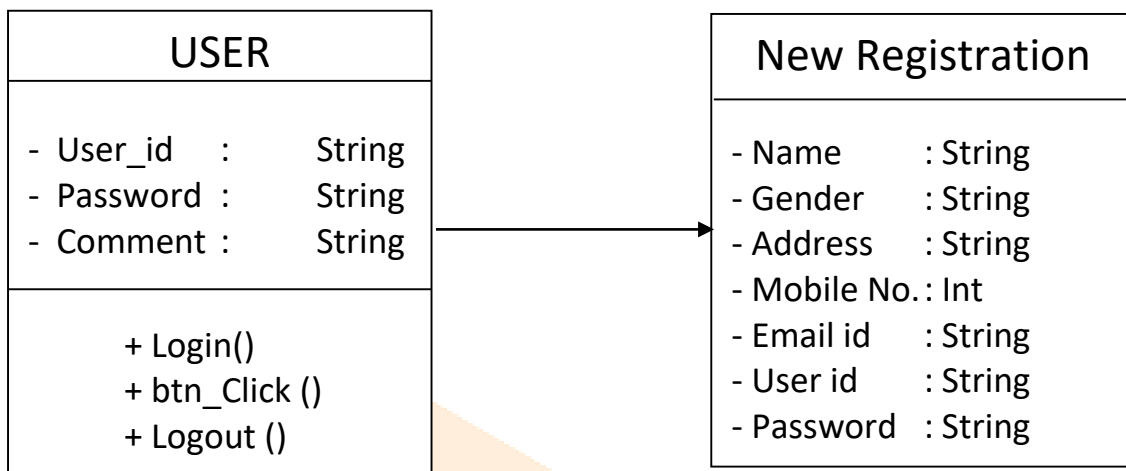 USER
- User_id : String
- Password : String
- Comment : String
+ Login()
+ btn_Click ()
+ Logout ()
New Registration
- Name : String
- Gender : String
- Address : String
- Mobile No. : Int
- Email id : String
- User id : String
- Password : String